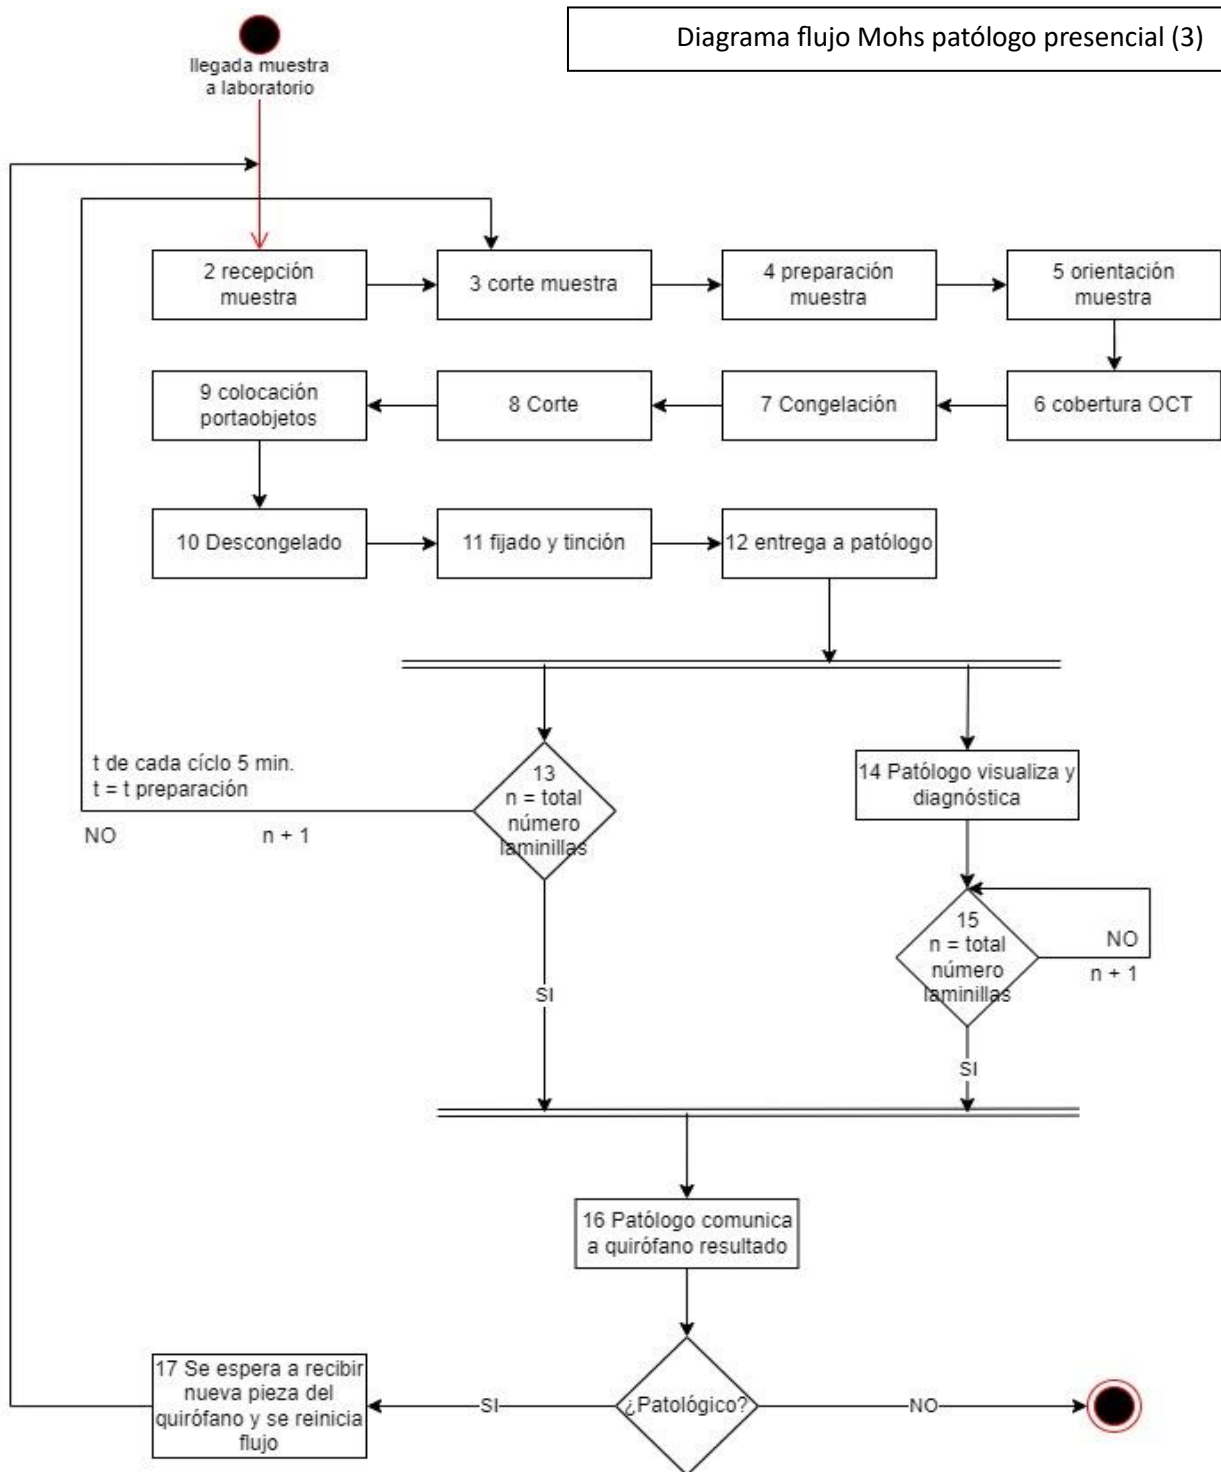 Diagrama flujo Mohs patólogo presencial (3)
llegada muestra
a laboratorio
2 recepción
muestra
3 corte muestra
4 preparación
muestra
5 orientación
muestra
9 colocación
portaobjetos
8 Corte
7 Congelación
6 cobertura OCT
10 Descongelado
11 fijado y tinción
12 entrega a patólogo
t de cada cíclo 5 min.
t = t preparación
NO
n + 1
13
n = total
número
laminillas
14 Patólogo visualiza y
diagnóstica
15
n = total
número
laminillas
NO
n + 1
SI
SI
16 Patólogo comunica
a quirófano resultado
17 Se espera a recibir
nueva pieza del
quirófano y se reinicia
flujo
SI
¿Patológico?
NO